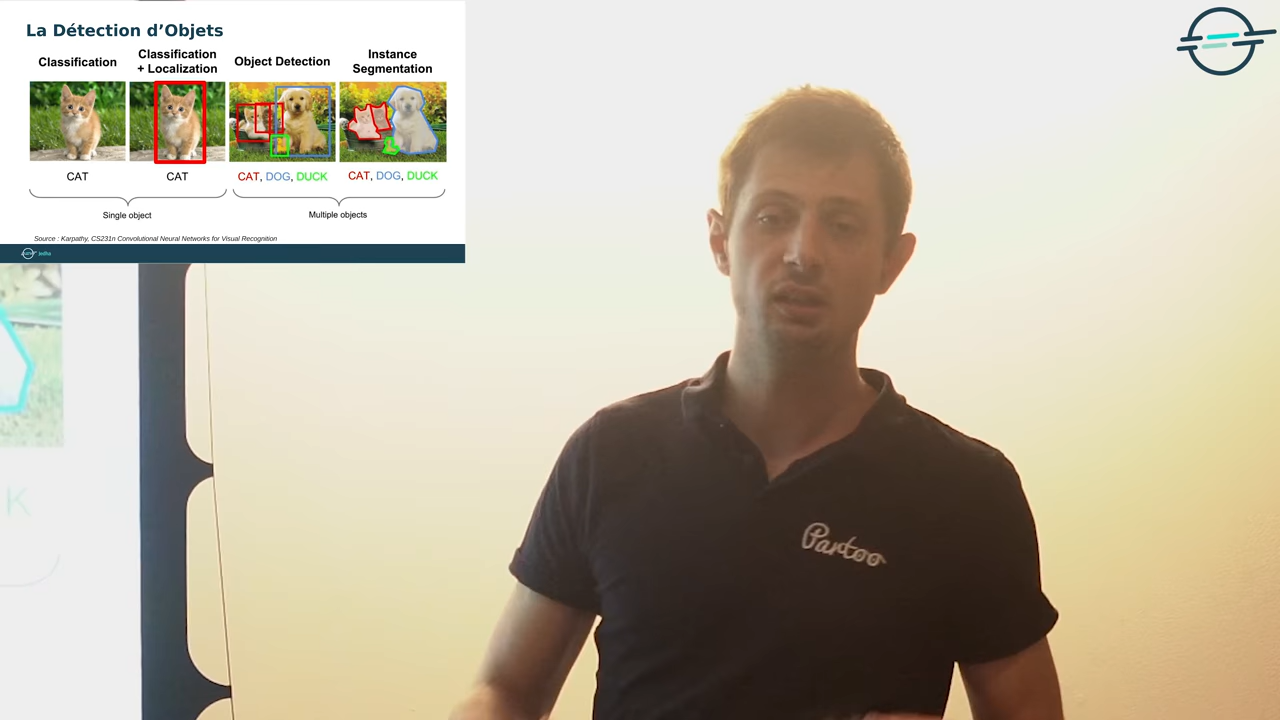 La Détection d'Objets
Classification
Classification
+ Localization
Object Detection
Instance
Segmentation
CAT
CAT
CAT, DOG, DUCK
CAT, DOG, DUCK
Single object
Multiple objects
Source : Karpathy, CS231n Convolutional Neural Networks for Visual Recognition
K
Partoo